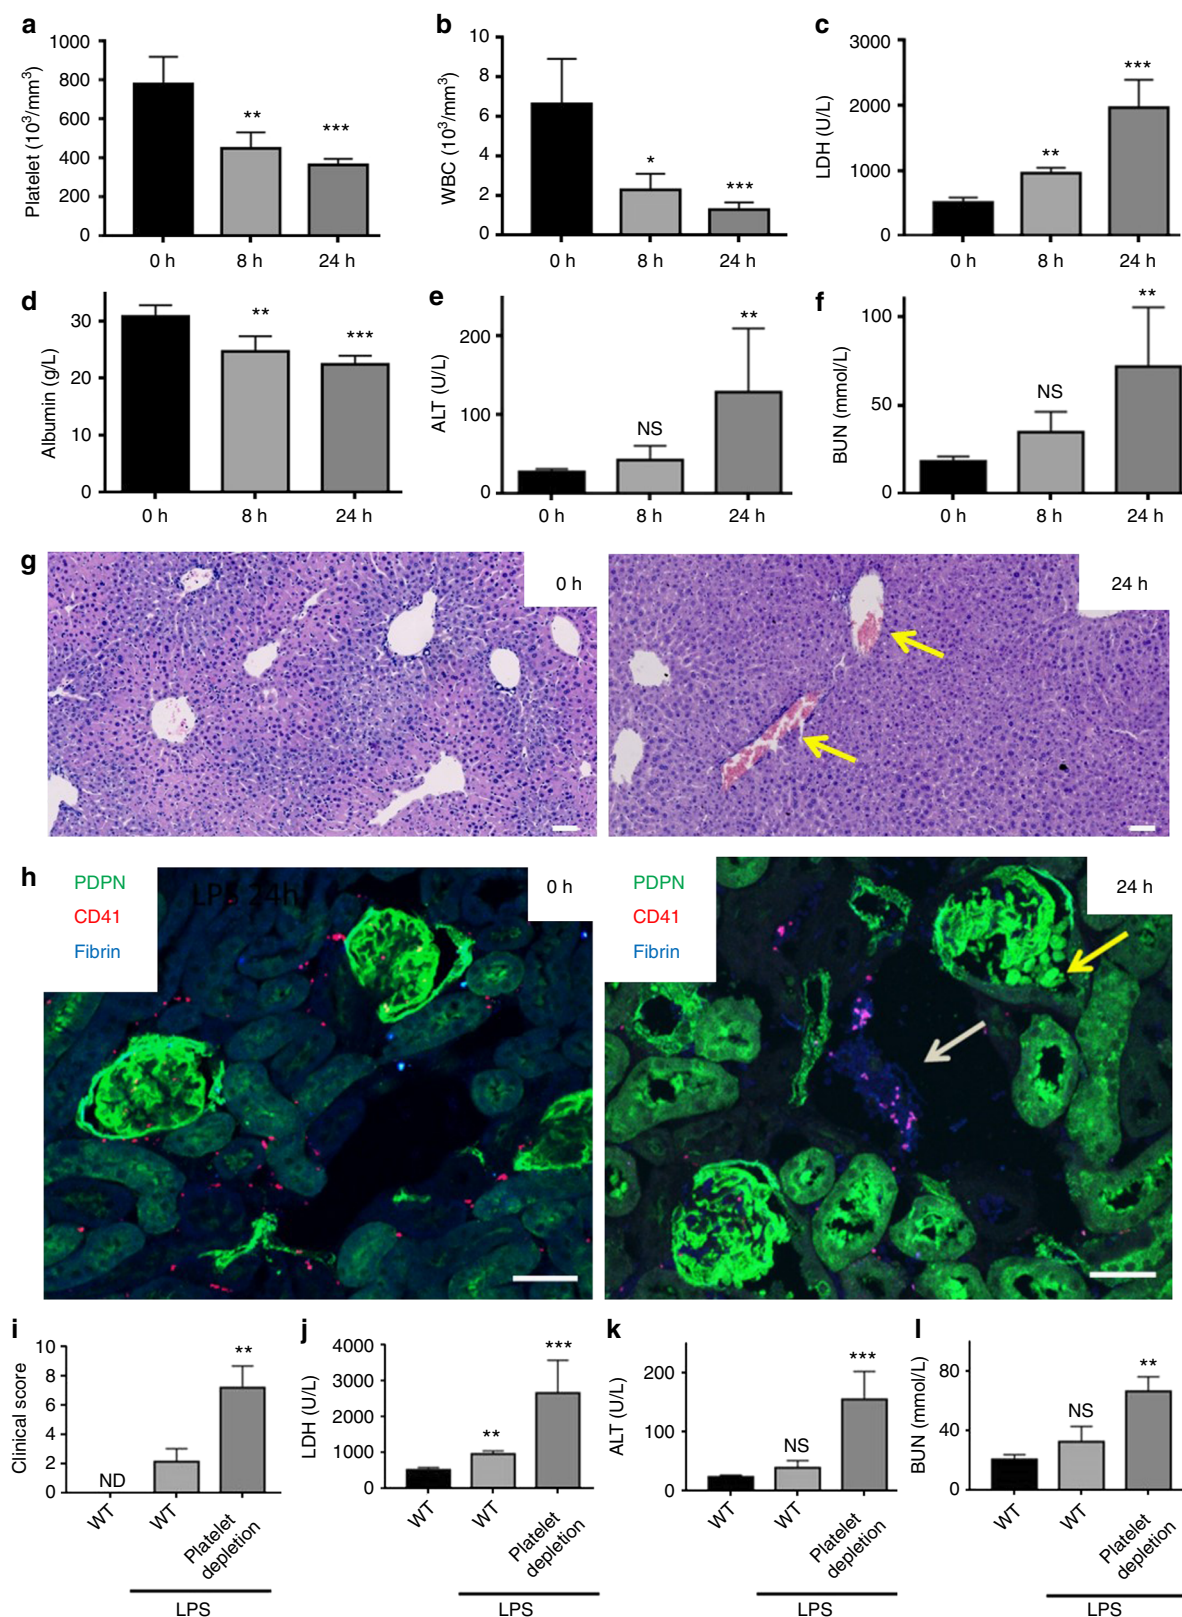 a
Platelet (10³/mm³)
1000
800
600
400
200
0
**
***
0 h
8 h
24 h
b
WBC (10³/mm³)
10
8
6
4
2
0
*
***
0 h
8 h
24 h
c
LDH (U/L)
3000
2000
1000
0
**
***
0 h
8 h
24 h
d
Albumin (g/L)
30
20
10
0
**
***
0 h
8 h
24 h
e
ALT (U/L)
200
100
0
NS
**
0 h
8 h
24 h
f
BUN (mmol/L)
100
50
0
NS
**
0 h
8 h
24 h
g
0 h
24 h
h
PDPN
CD41
Fibrin
LPS 24h
0 h
PDPN
CD41
Fibrin
24 h
i
Clinical score
10
8
6
4
2
0
ND
**
WT
WT
Platelet
depletion
LPS
j
LDH (U/L)
4000
3000
2000
1000
0
**
***
WT
WT
Platelet
depletion
LPS
k
ALT (U/L)
200
100
0
NS
***
WT
WT
Platelet
depletion
LPS
l
BUN (mmol/L)
80
40
0
NS
**
WT
WT
Platelet
depletion
LPS